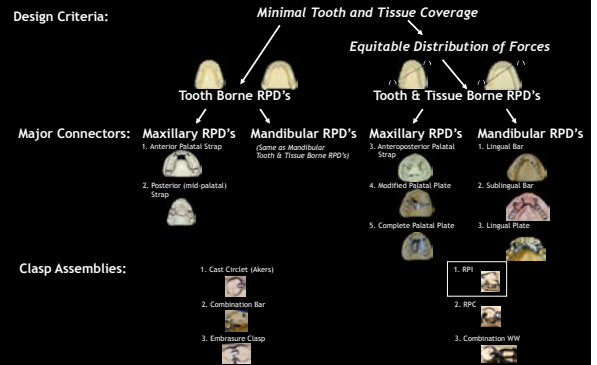 Design Criteria:
Minimal Tooth and Tissue Coverage
Equitable Distribution of Forces
Tooth Borne RPD's
Tooth & Tissue Borne RPD's
Major Connectors:
Maxillary RPD's
1. Anterior Palatal Strap
2. Posterior (mid-palatal)
Strap
Mandibular RPD's
(Same as Mandibular
Tooth & Tissue Borne RPD's)
Maxillary RPD's
3. Anteroposterior Palatal
Strap
4. Modified Palatal Plate
5. Complete Palatal Plate
Mandibular RPD's
1. Lingual Bar
2. Sublingual Bar
3. Lingual Plate
Clasp Assemblies:
1. Cast Circlet (Akers)
2. Combination Bar
3. Embrasure Clasp
1. RPI
2. RPC
3. Combination WW